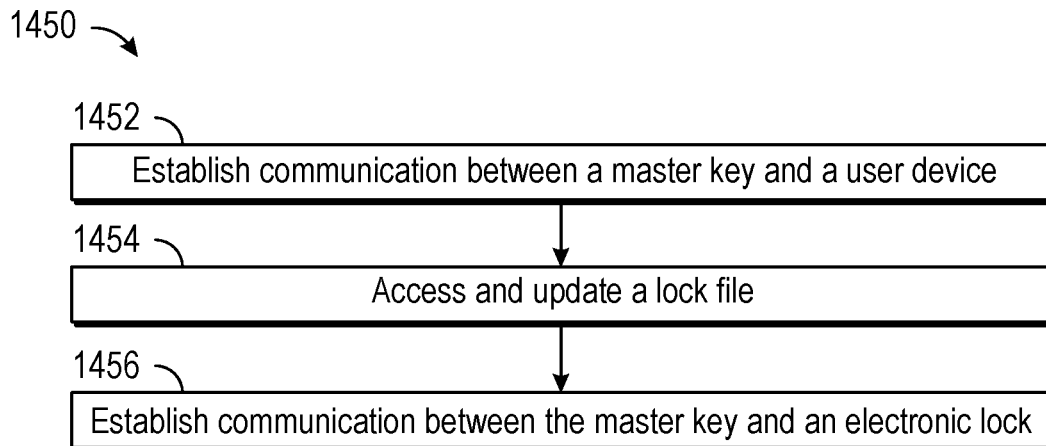 1450
1452
Establish communication between a master key and a user device
1454
Access and update a lock file
1456
Establish communication between the master key and an electronic lock